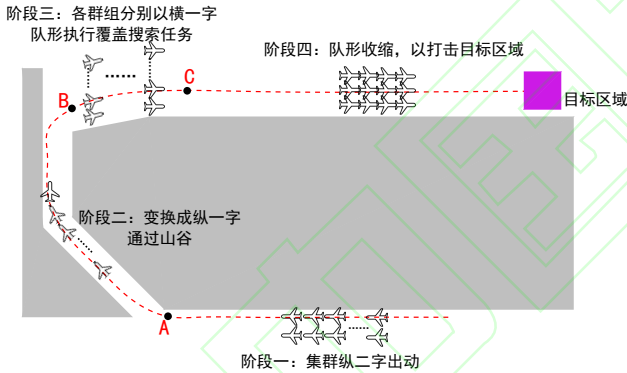 阶段三：各群组分别以横一字
队形执行覆盖搜索任务
阶段四：队形收缩，以打击目标区域
C
B
目标区域
阶段二：变换成纵一字
通过山谷
A
阶段一：集群纵二字出动